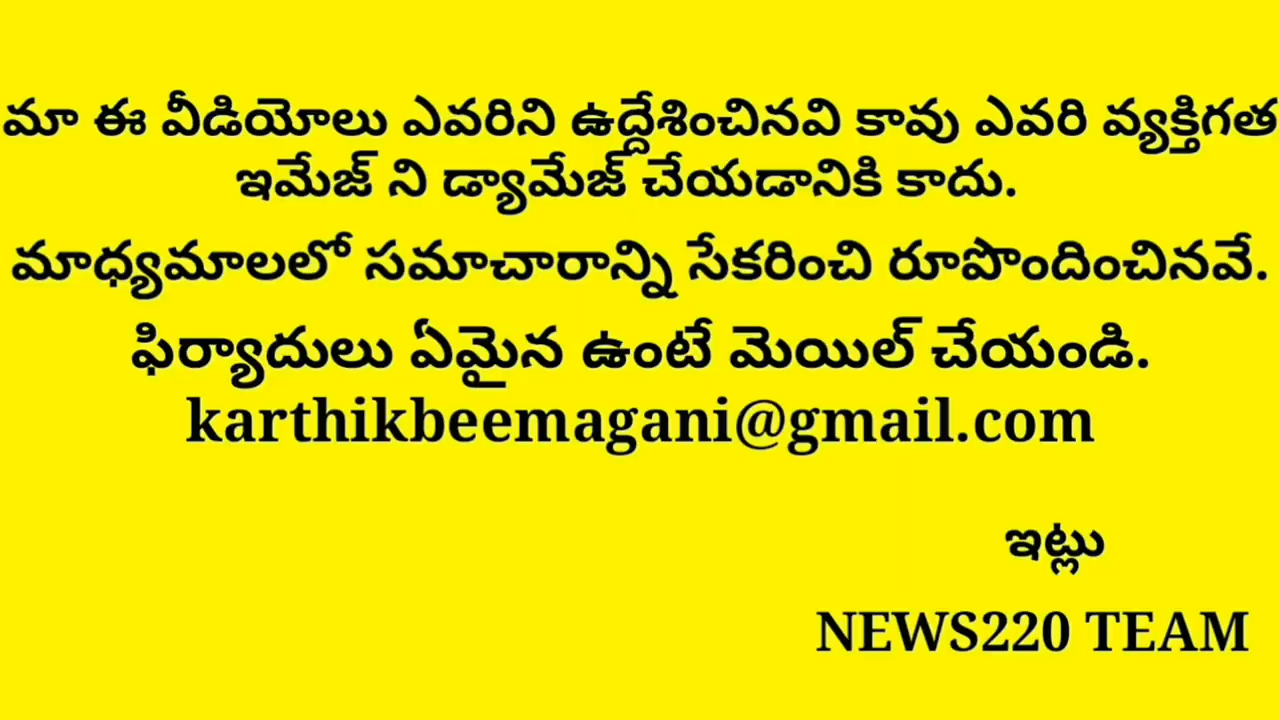 మా ఈ వీడియోలు ఎవరిని ఉద్దేశించినవి కావు ఎవరి వ్యక్తిగత
ఇమేజ్ ని డ్యామేజ్ చేయడానికి కాదు.
మాధ్యమాలలో సమాచారాన్ని సేకరించి రూపొందించినవే.
ఫిర్యాదులు ఏమైన ఉంటే మెయిల్ చేయండి.
karthikbeemagani@gmail.com
ఇట్లు
NEWS220 TEAM